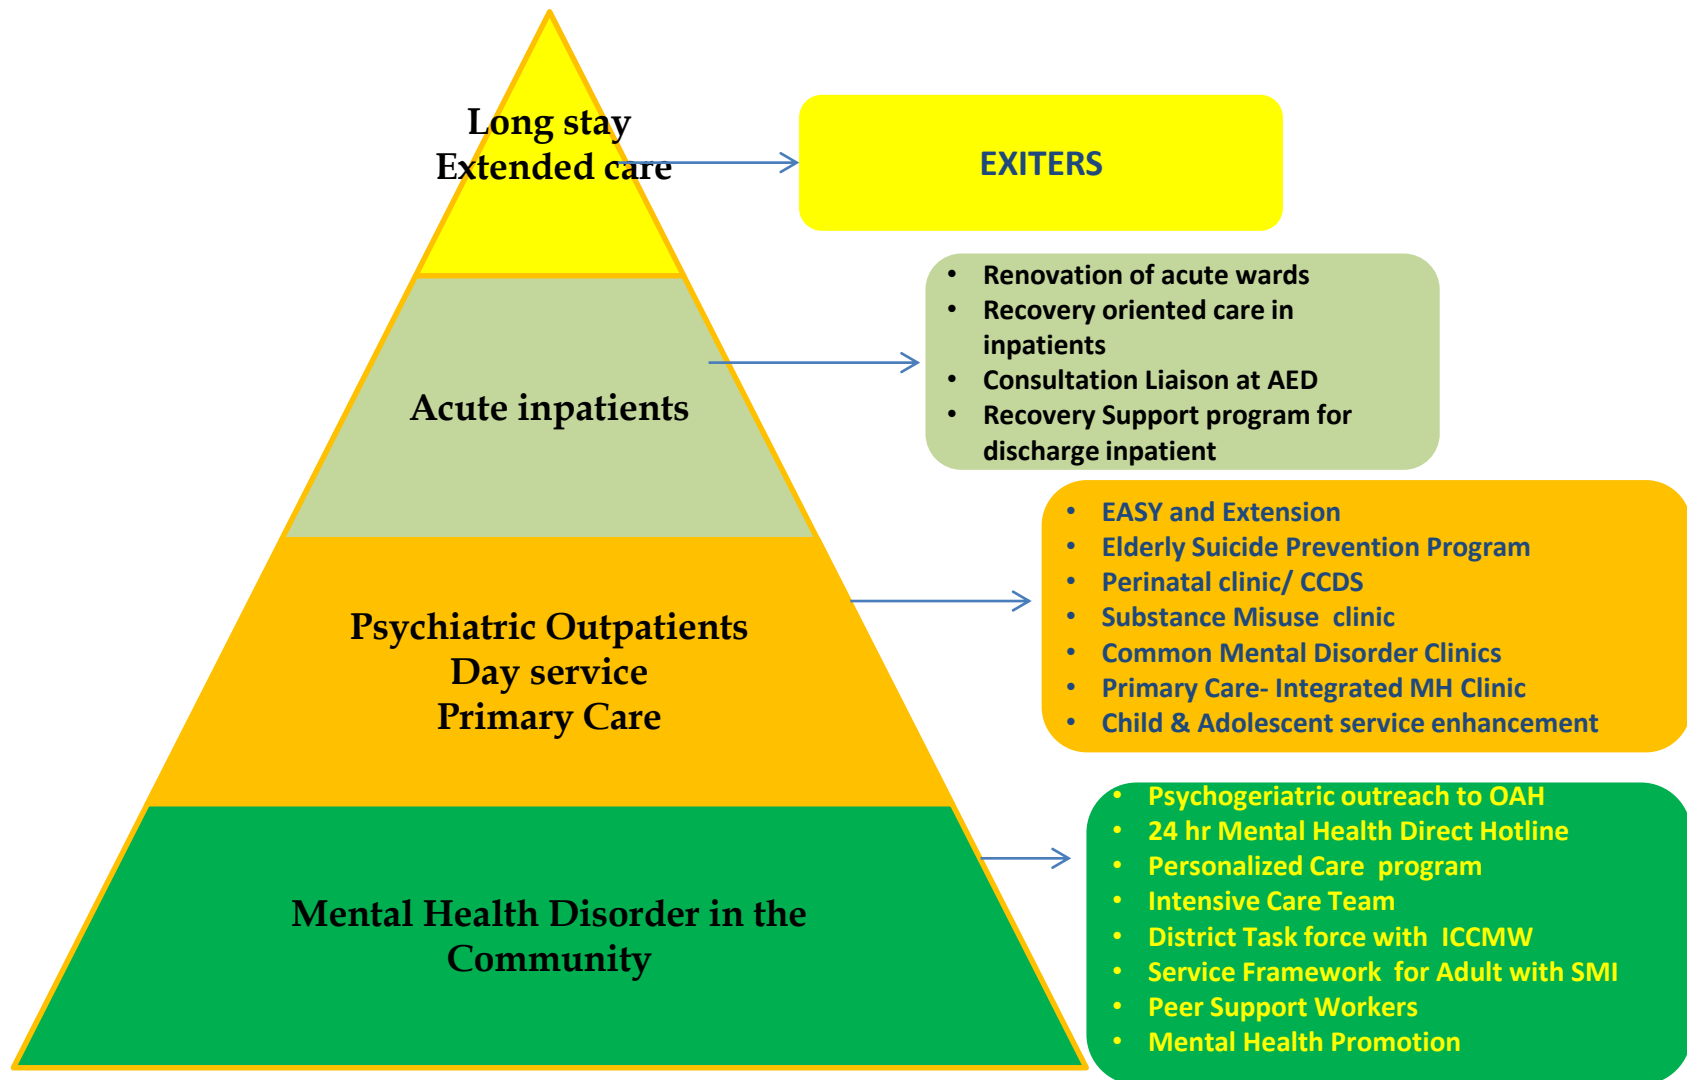 Long stay
Extended care
EXITERS
• Renovation of acute wards
• Recovery oriented care in
inpatients
• Consultation Liaison at AED
• Recovery Support program for
discharge inpatient
Acute inpatients
• EASY and Extension
• Elderly Suicide Prevention Program
• Perinatal clinic/ CCDS
• Substance Misuse clinic
• Common Mental Disorder Clinics
• Primary Care- Integrated MH Clinic
• Child & Adolescent service enhancement
Psychiatric Outpatients
Day service
Primary Care
• Psychogeriatric outreach to OAH
• 24 hr Mental Health Direct Hotline
• Personalized Care program
• Intensive Care Team
• District Task force with ICCMW
• Service Framework for Adult with SMI
• Peer Support Workers
• Mental Health Promotion
Mental Health Disorder in the
Community